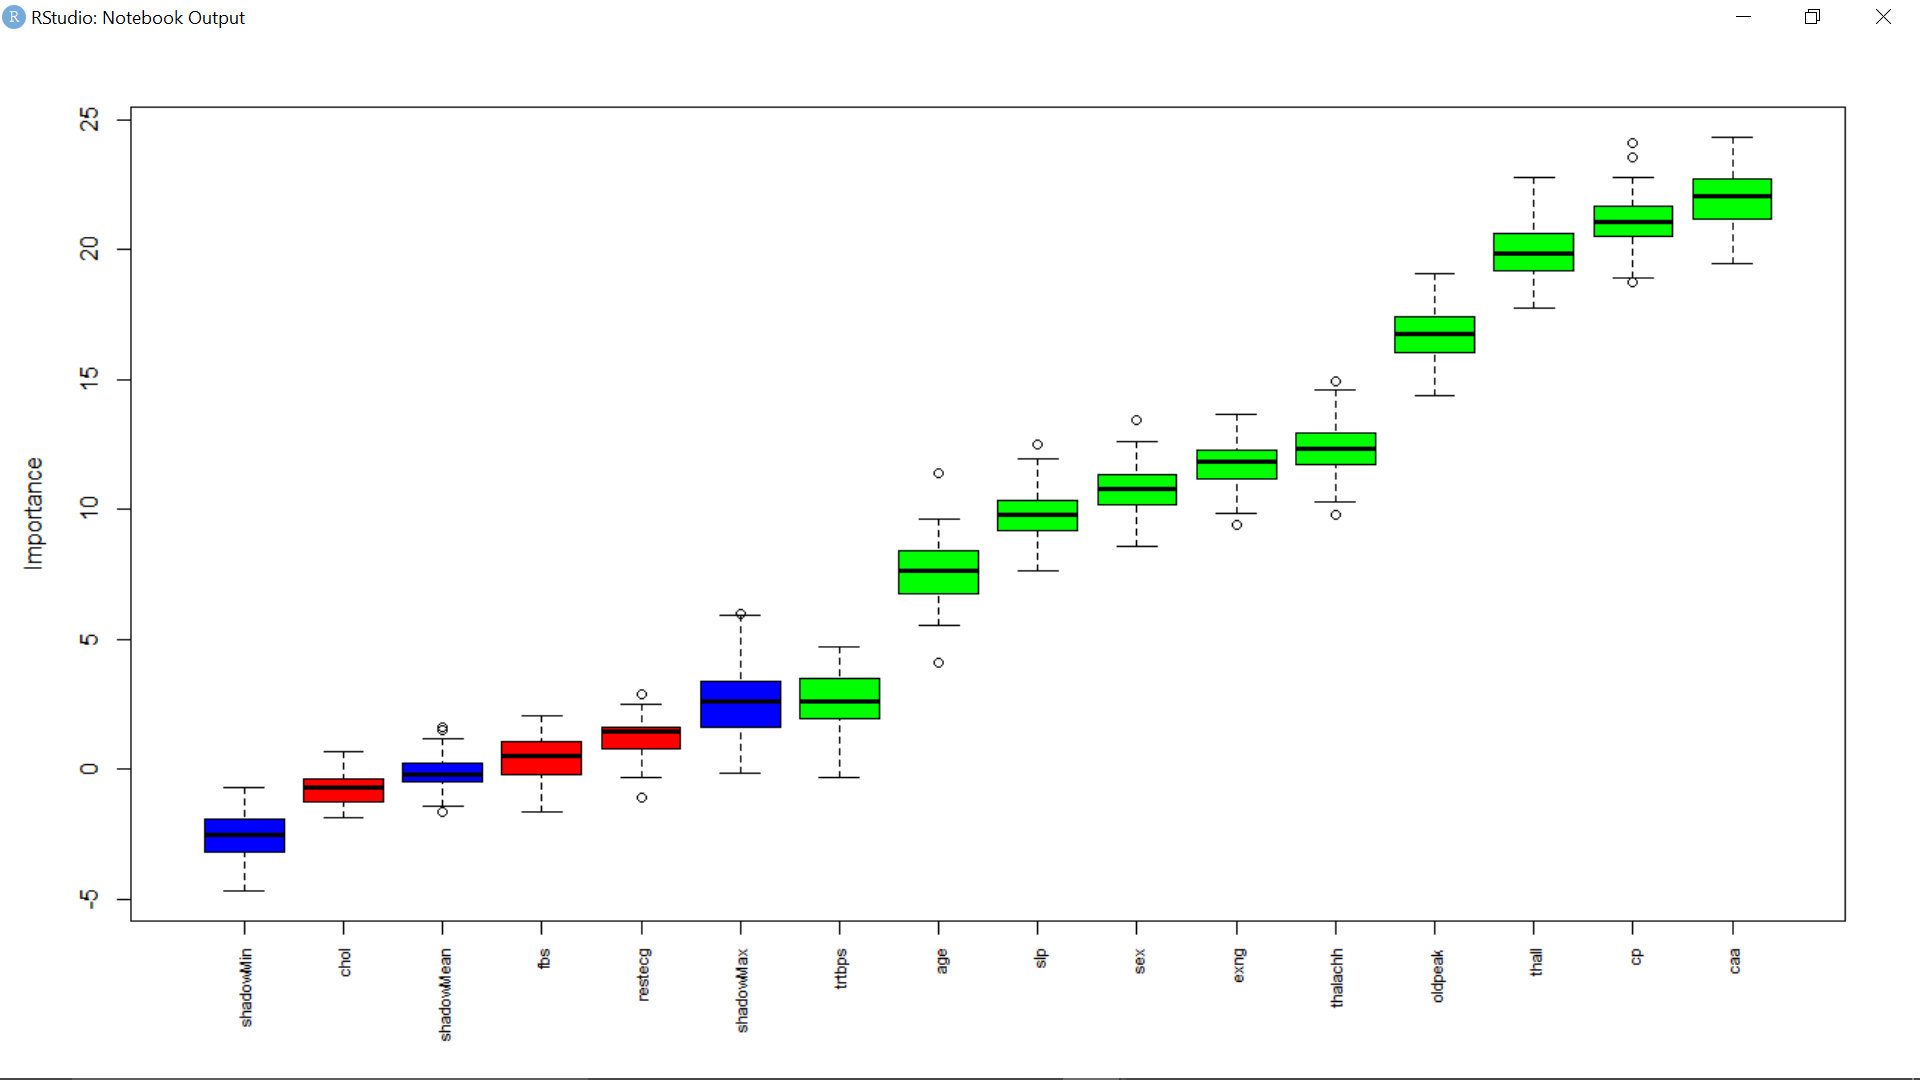 R RStudio: Notebook Output
25
20
15
10
5
0
-5
Importance
shadowMin
chol
shadowMean
fbs
restecg
shadowMax
trtbps
age
slp
sex
exng
thalachh
oldpeak
thall
cp
caa